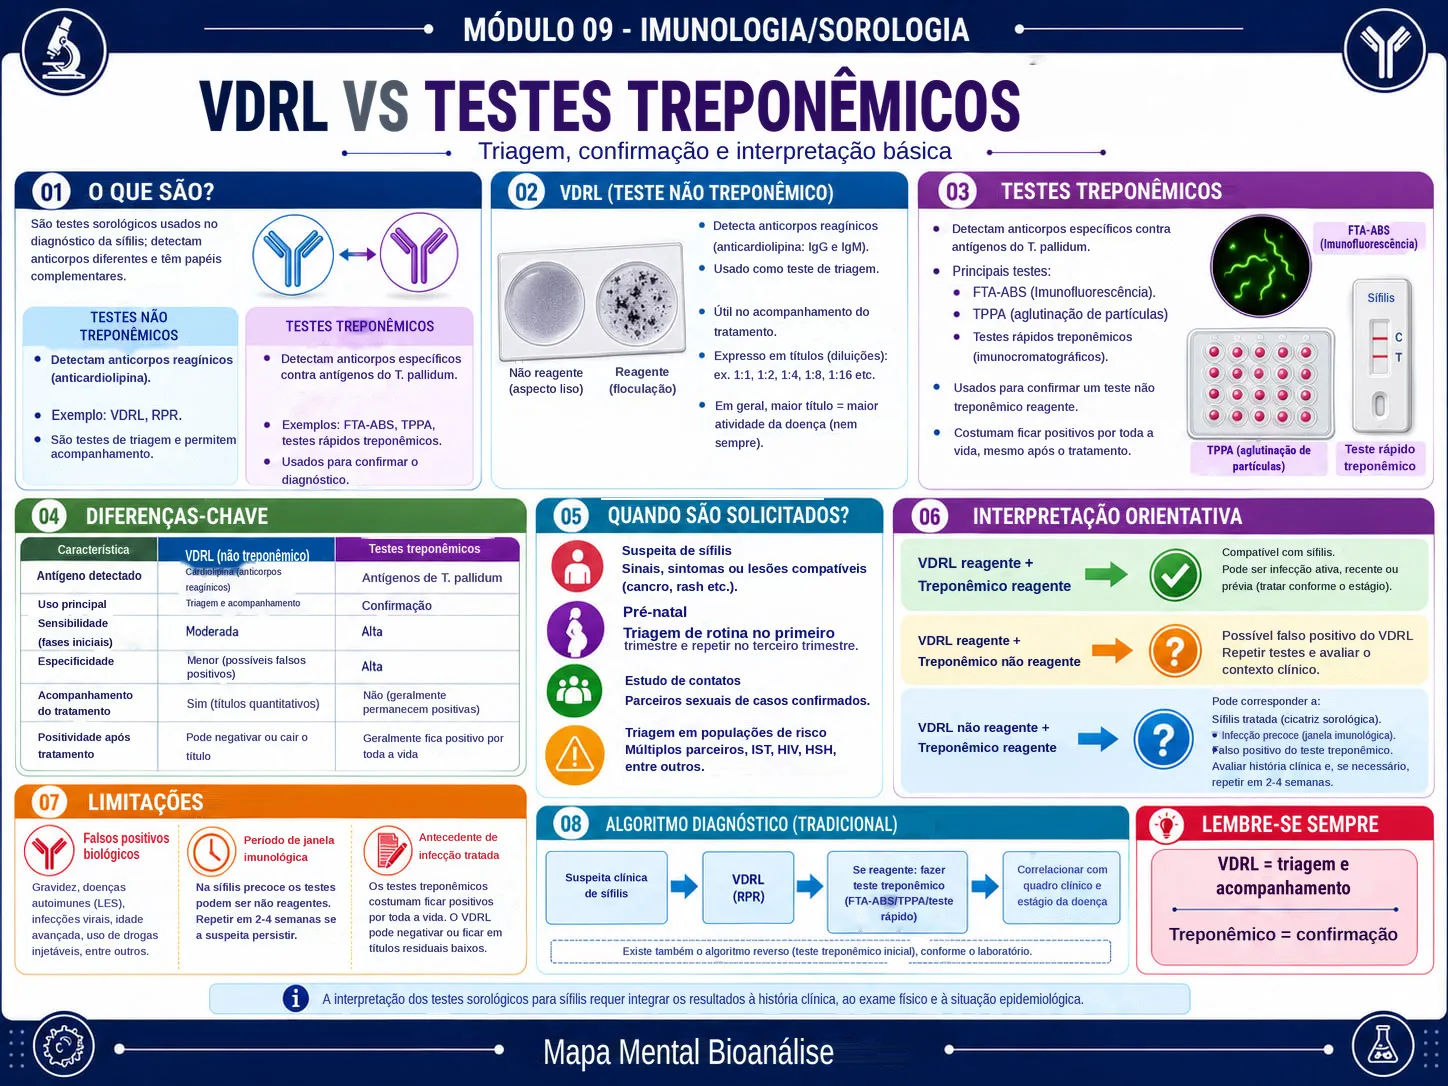 MÓDULO 09 - IMUNOLOGIA/SOROLOGIA
VDRL VS TESTES TREPONÊMICOS
Triagem, confirmação e interpretação básica
01 O QUE SÃO?
São testes sorológicos usados no
diagnóstico da sífilis; detectam
anticorpos diferentes e têm papéis
complementares.
TESTES NÃO
TREPONÊMICOS
• Detectam anticorpos reagínicos
(anticardiolipina).
• Exemplo: VDRL, RPR.
• São testes de triagem e permitem
acompanhamento.
TESTES TREPONÊMICOS
• Detectam anticorpos específicos
contra antígenos do T. pallidum.
• Exemplos: FTA-ABS, TPPA,
testes rápidos treponêmicos.
• Usados para confirmar o
diagnóstico.
02 VDRL (TESTE NÃO TREPONÊMICO)
Não reagente
(aspecto liso)
Reagente
(floculação)
• Detecta anticorpos reagínicos
(anticardiolipina: IgG e IgM).
• Usado como teste de triagem.
• Útil no acompanhamento do
tratamento.
• Expresso em títulos (diluições):
ex. 1:1, 1:2, 1:4, 1:8, 1:16 etc.
• Em geral, maior título = maior
atividade da doença (nem
sempre).
03 TESTES TREPONÊMICOS
• Detectam anticorpos específicos contra
antígenos do T. pallidum.
• Principais testes:
• FTA-ABS (Imunofluorescência).
• TPPA (aglutinação de partículas)
• Testes rápidos treponêmicos
(imunocromatográficos).
• Usados para confirmar um teste não
treponêmico reagente.
• Costumam ficar positivos por toda a
vida, mesmo após o tratamento.
FTA-ABS
(Imunofluorescência)
Sífilis
C
T
TPPA (aglutinação de
partículas)
Teste rápido
treponêmico
04 DIFERENÇAS-CHAVE
Característica
VDRL (não treponêmico)
Testes treponêmicos
Antígeno detectado
Cardiolipina (anticorpos
reagínicos)
Antígenos de T. pallidum
Uso principal
Triagem e acompanhamento
Confirmação
Sensibilidade
(fases iniciais)
Moderada
Alta
Especificidade
Menor (possíveis falsos
positivos)
Alta
Acompanhamento
do tratamento
Sim (títulos quantitativos)
Não (geralmente
permanecem positivas)
Positividade após
tratamento
Pode negativar ou cair o
título
Geralmente fica positivo por
toda a vida
05 QUANDO SÃO SOLICITADOS?
Suspeita de sífilis
Sinais, sintomas ou lesões compatíveis
(cancro, rash etc.).
Pré-natal
Triagem de rotina no primeiro
trimestre e repetir no terceiro trimestre.
Estudo de contatos
Parceiros sexuais de casos confirmados.
Triagem em populações de risco
Múltiplos parceiros, IST, HIV, HSH,
entre outros.
06 INTERPRETAÇÃO ORIENTATIVA
VDRL reagente +
Treponêmico reagente
Compatível com sífilis.
Pode ser infecção ativa, recente ou
prévia (tratar conforme o estágio).
VDRL reagente +
Treponêmico não reagente
?
Possível falso positivo do VDRL
Repetir testes e avaliar o
contexto clínico.
VDRL não reagente +
Treponêmico reagente
?
Pode corresponder a:
Sífilis tratada (cicatriz sorológica).
• Infecção precoce (janela imunológica).
• Falso positivo do teste treponêmico.
Avaliar história clínica e, se necessário,
repetir em 2-4 semanas.
07 LIMITAÇÕES
Falsos positivos
biológicos
Gravidez, doenças
autoimunes (LES),
infecções virais, idade
avançada, uso de drogas
injetáveis, entre outros.
Período de janela
imunológica
Na sífilis precoce os testes
podem ser não reagentes.
Repetir em 2-4 semanas se
a suspeita persistir.
Antecedente de
infecção tratada
Os testes treponêmicos
costumam ficar positivos
por toda a vida. O VDRL
pode negativar ou ficar em
títulos residuais baixos.
08 ALGORITMO DIAGNÓSTICO (TRADICIONAL)
Suspeita clínica
de sífilis
VDRL
(RPR)
Se reagente: fazer
teste treponêmico
(FTA-ABS/TPPA/teste
rápido)
Correlacionar com
quadro clínico e
estágio da doença
Existe também o algoritmo reverso (teste treponêmico inicial), conforme o laboratório.
LEMBRE-SE SEMPRE
VDRL = triagem e
acompanhamento
Treponêmico = confirmação
i A interpretação dos testes sorológicos para sífilis requer integrar os resultados à história clínica, ao exame físico e à situação epidemiológica.
Mapa Mental Bioanálise